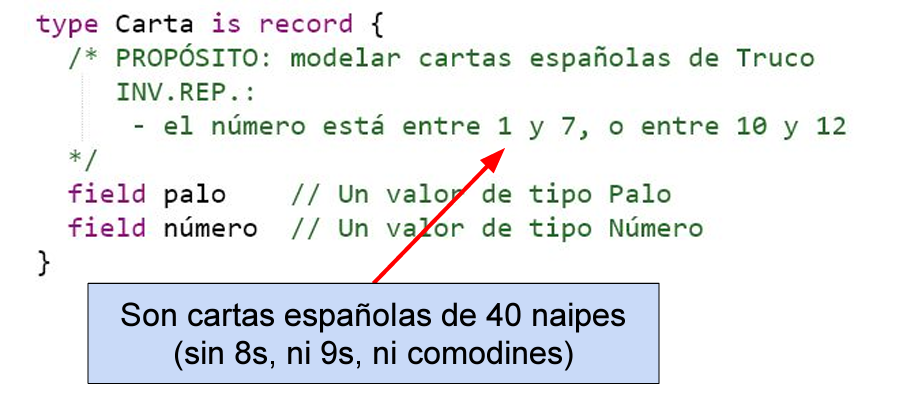 type Carta is record {
/* PROPÓSITO: modelar cartas españolas de Truco
INV.REP.:
- el número está entre 1 y 7, o entre 10 y 12
*/
field palo // Un valor de tipo Palo
field número // Un valor de tipo Número
}
Son cartas españolas de 40 naipes
(sin 8s, ni 9s, ni comodines)